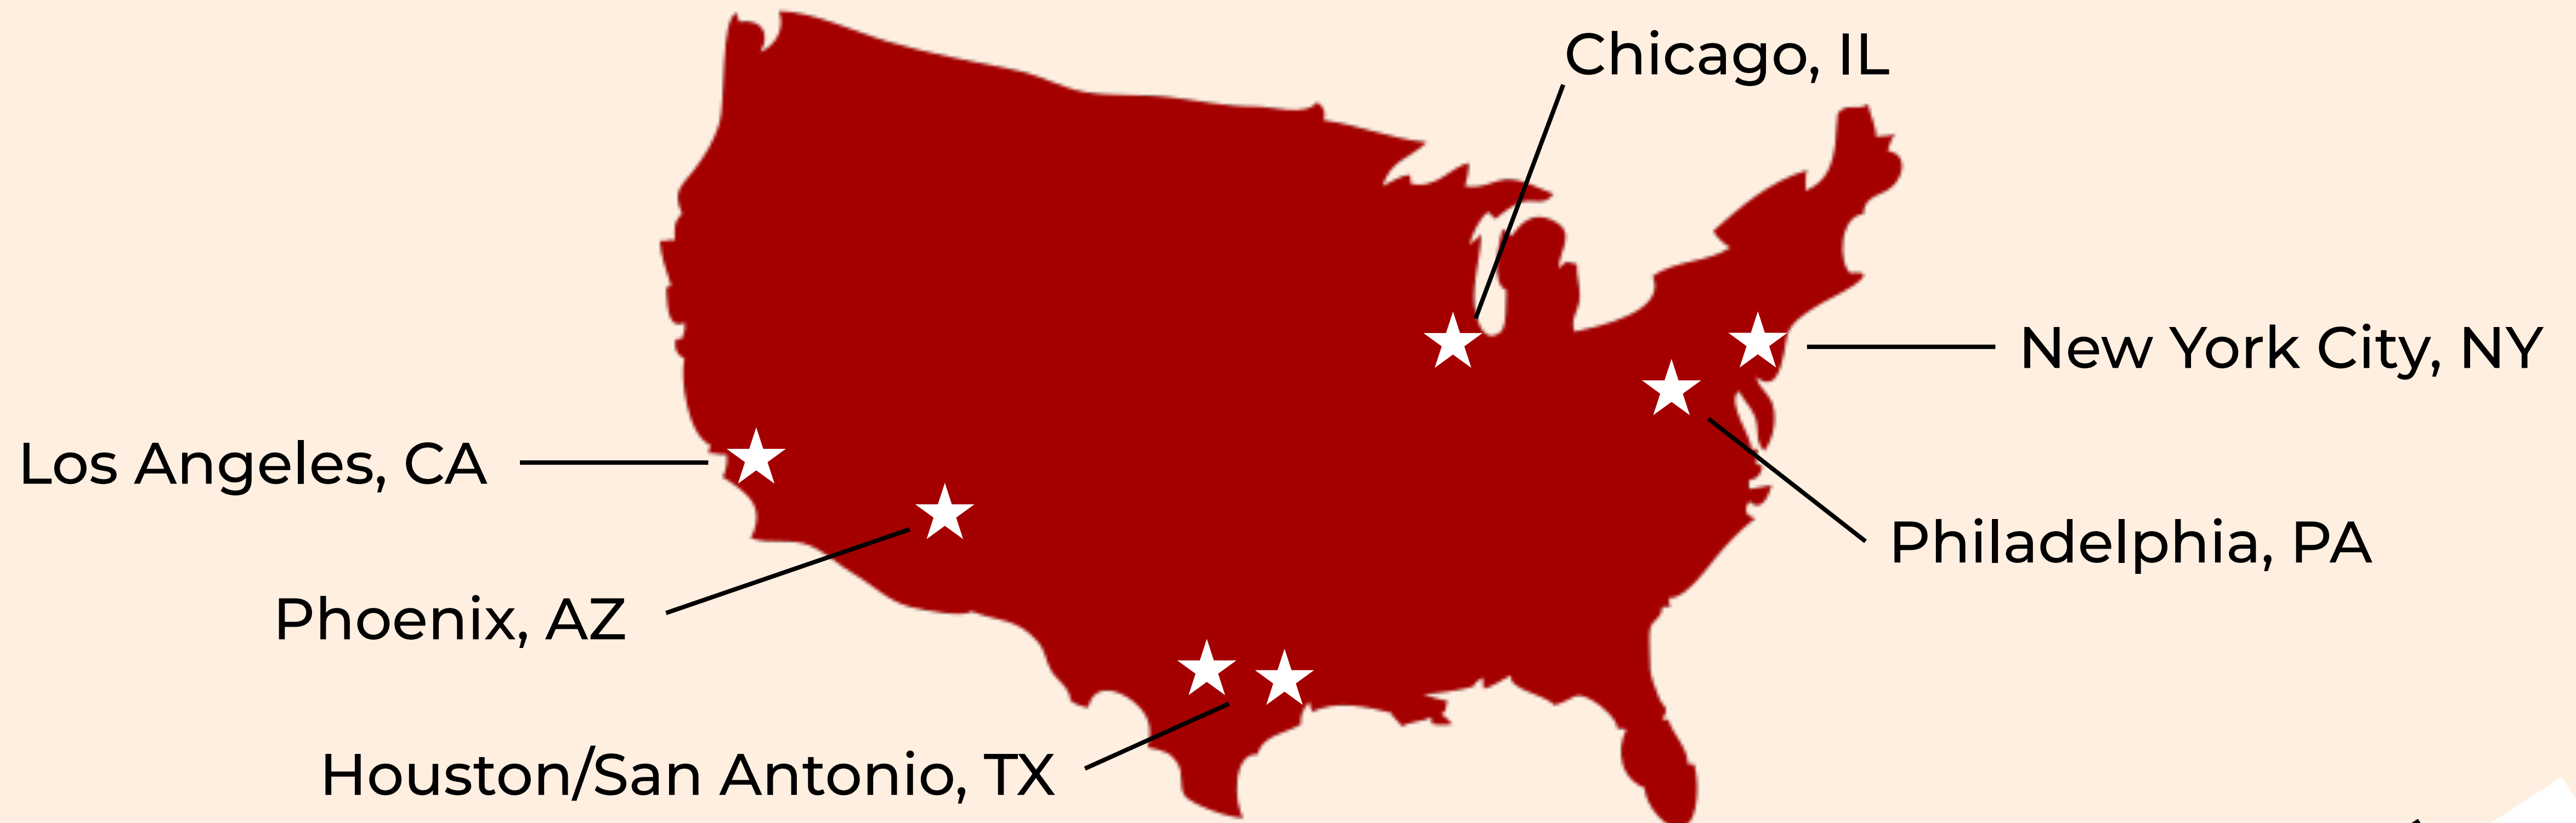 Chicago, IL
New York City, NY
Los Angeles, CA
Philadelphia, PA
Phoenix, AZ
Houston/San Antonio, TX